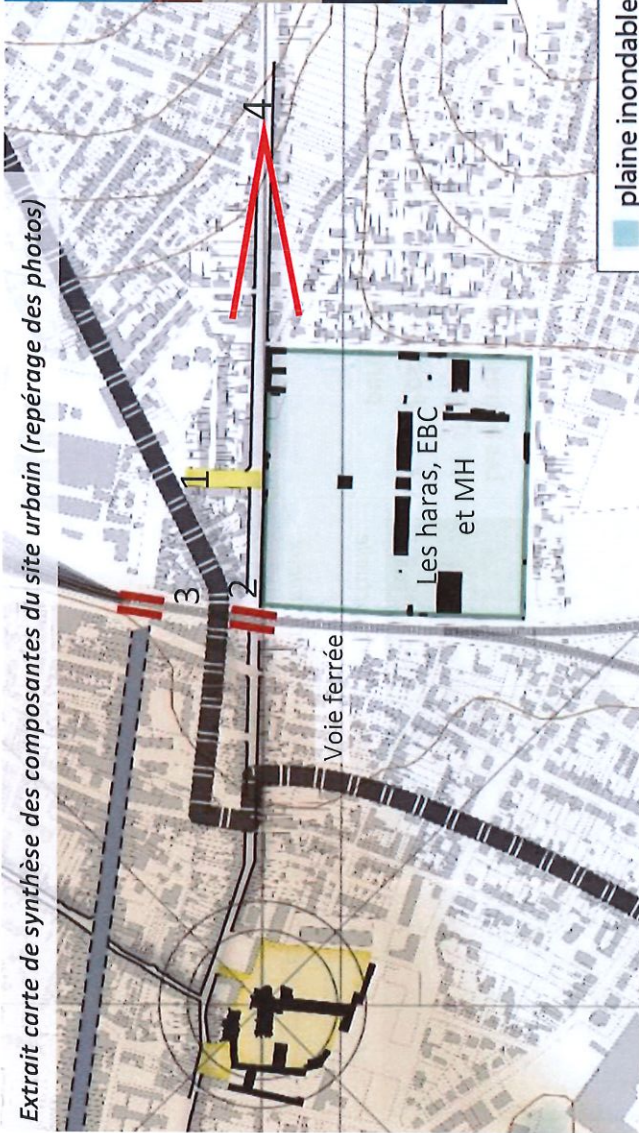 Extrait carte de synthèse des composantes du site urbain (repérage des photos)
4
1
3
2
Les haras, EBC
et MH
Voie ferrée
plaine inondable